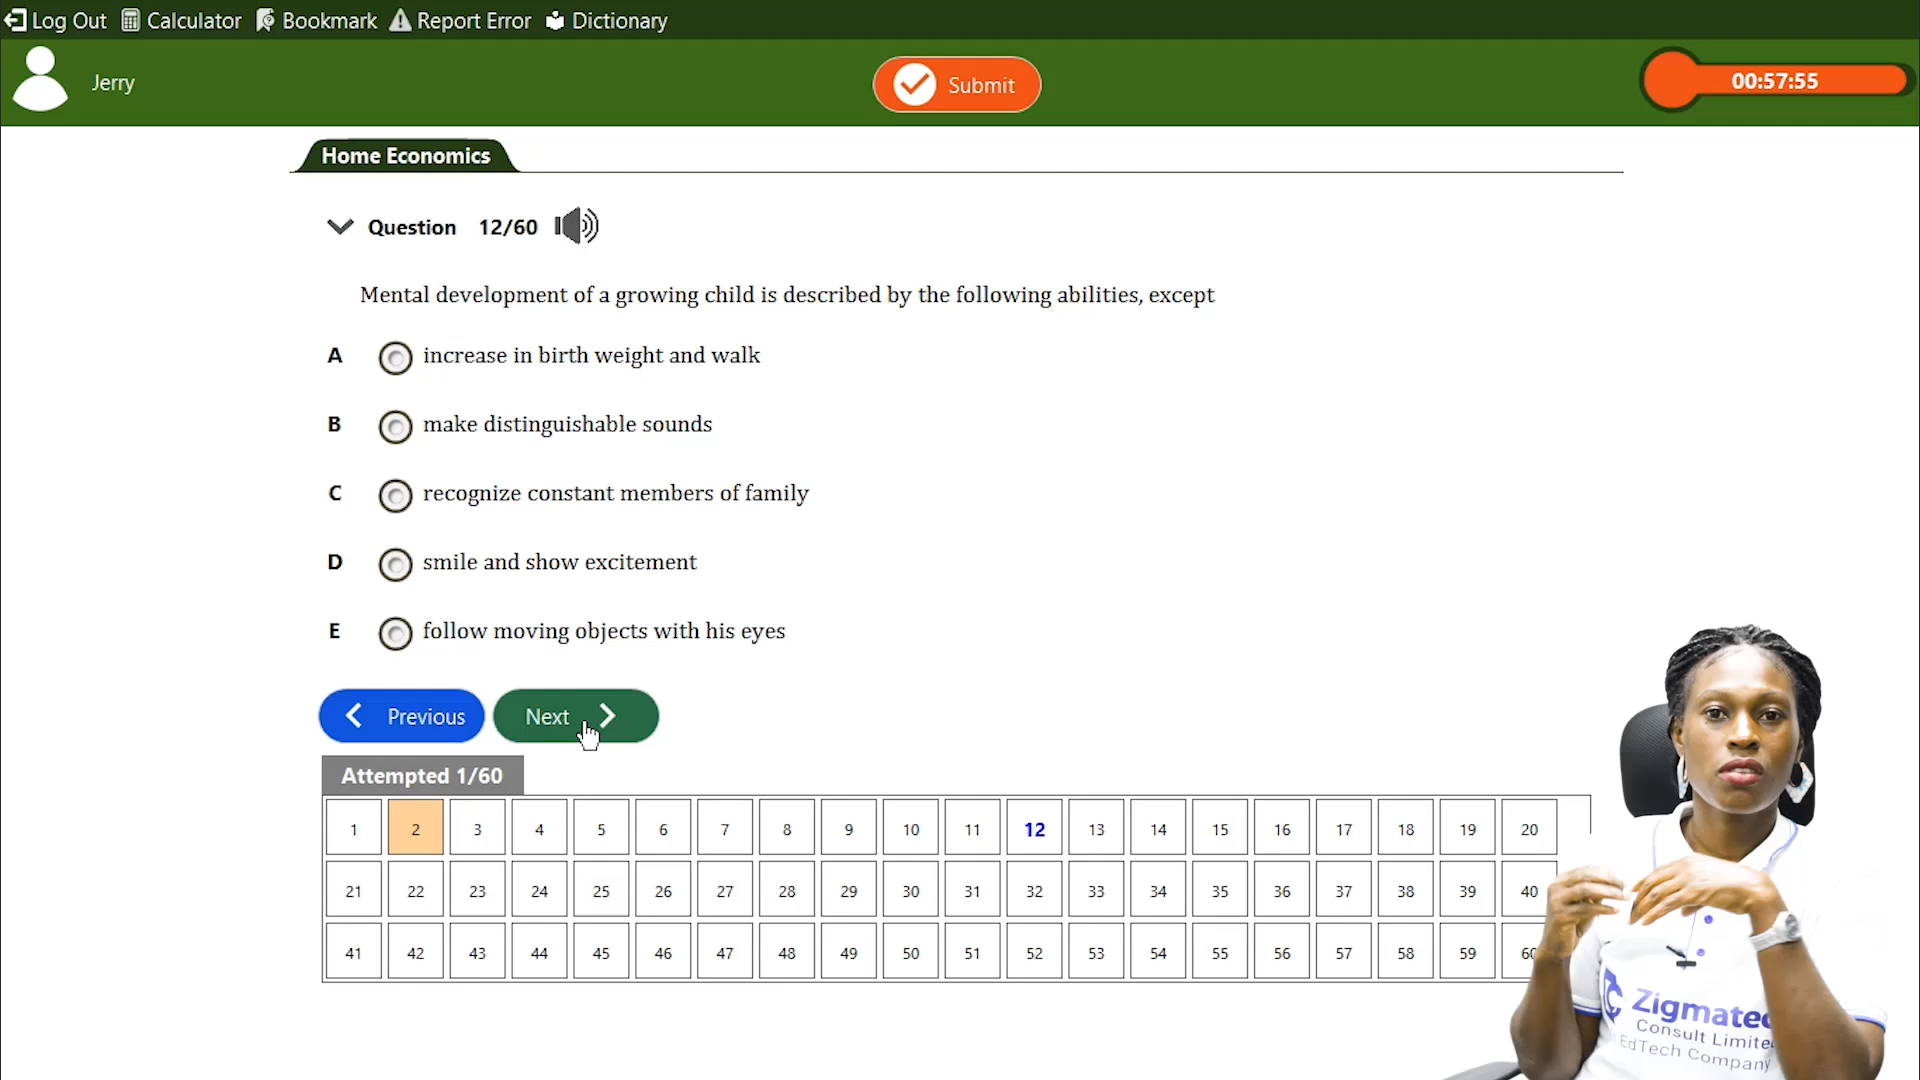 Log Out Calculator Bookmark Report Error Dictionary
Jerry
Submit
00:57:55
Home Economics
Question 12/60
Mental development of a growing child is described by the following abilities, except
A increase in birth weight and walk
B make distinguishable sounds
C recognize constant members of family
D smile and show excitement
E follow moving objects with his eyes
Previous Next
Attempted 1/60
1 2 3 4 5 6 7 8 9 10 11 12 13 14 15 16 17 18 19 20
21 22 23 24 25 26 27 28 29 30 31 32 33 34 35 36 37 38 39 40
41 42 43 44 45 46 47 48 49 50 51 52 53 54 55 56 57 58 59 60
Zigmatec
Consult Limite
EdTech Company